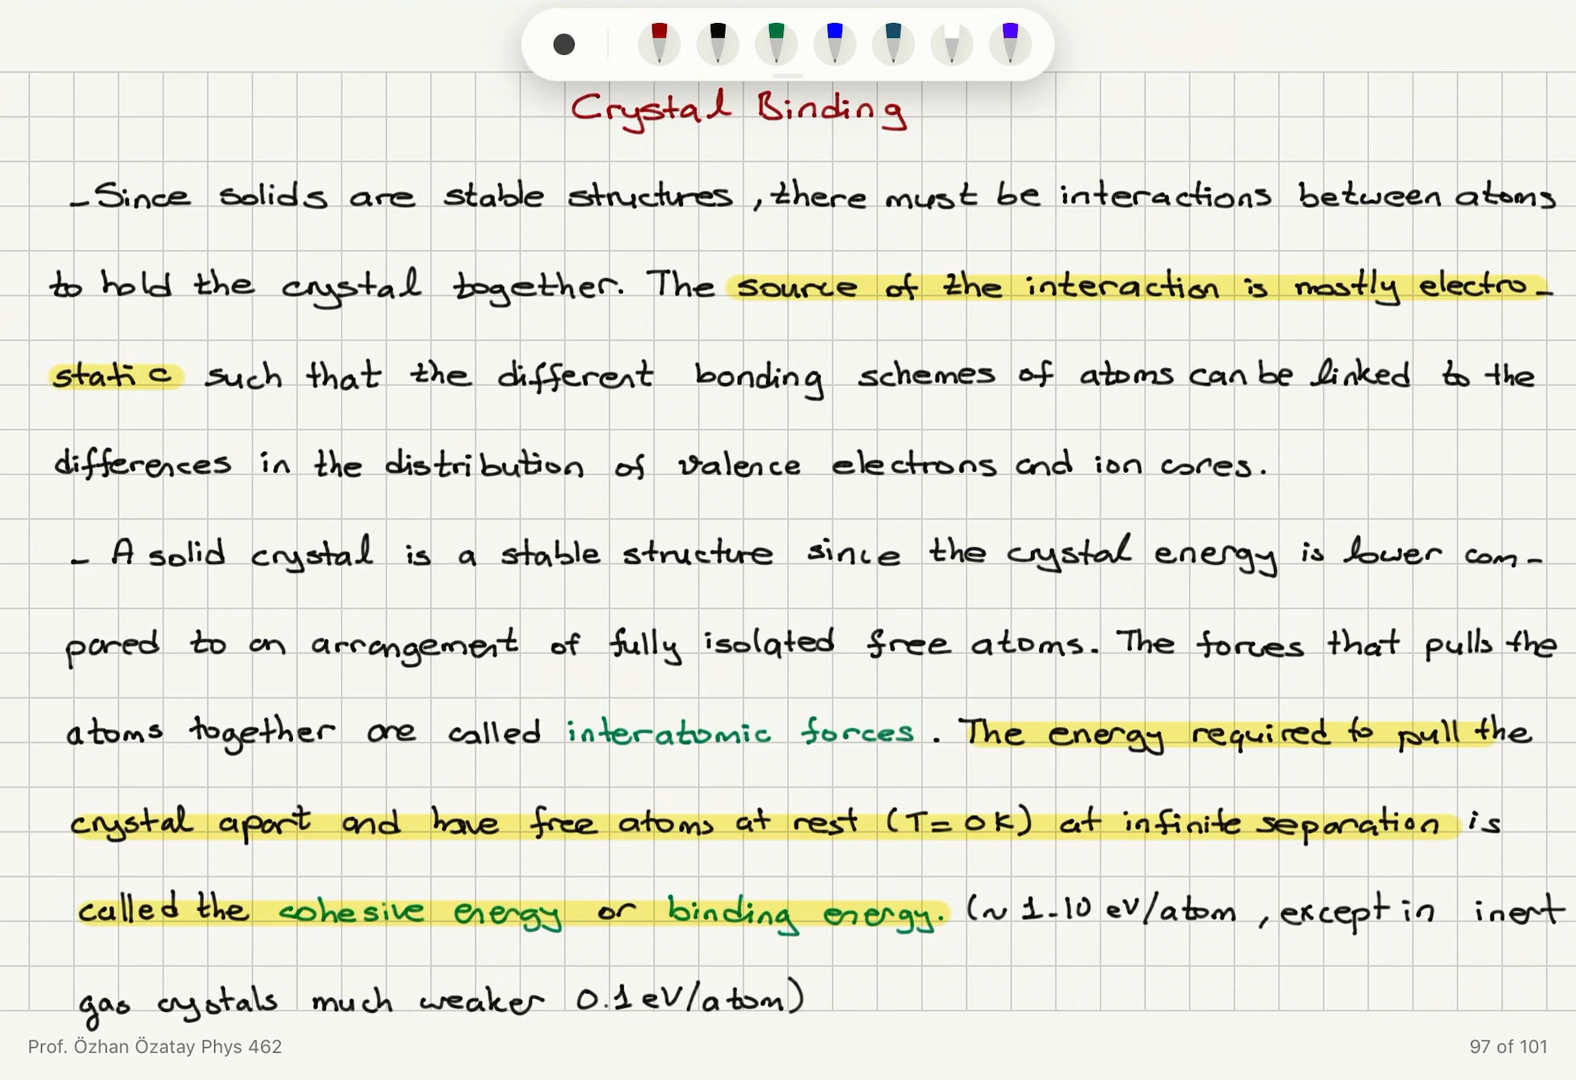 Crystal Binding
- Since solids are stable structures, there must be interactions between atoms
to hold the crystal together. The source of the interaction is mostly electro-
static such that the different bonding schemes of atoms can be linked to the
differences in the distribution of valence electrons and ion cores.
- A solid crystal is a stable structure since the crystal energy is lower com-
pared to an arrangement of fully isolated free atoms. The forces that pulls the
atoms together are called interatomic forces. The energy required to pull the
crystal apart and have free atoms at rest (T=0K) at infinite separation is
called the cohesive energy or binding energy. (~ 1-10 eV/atom, except in inert
gas crystals much weaker 0.1 eV/atom)
Prof. Özhan Özatay Phys 462
97 of 101